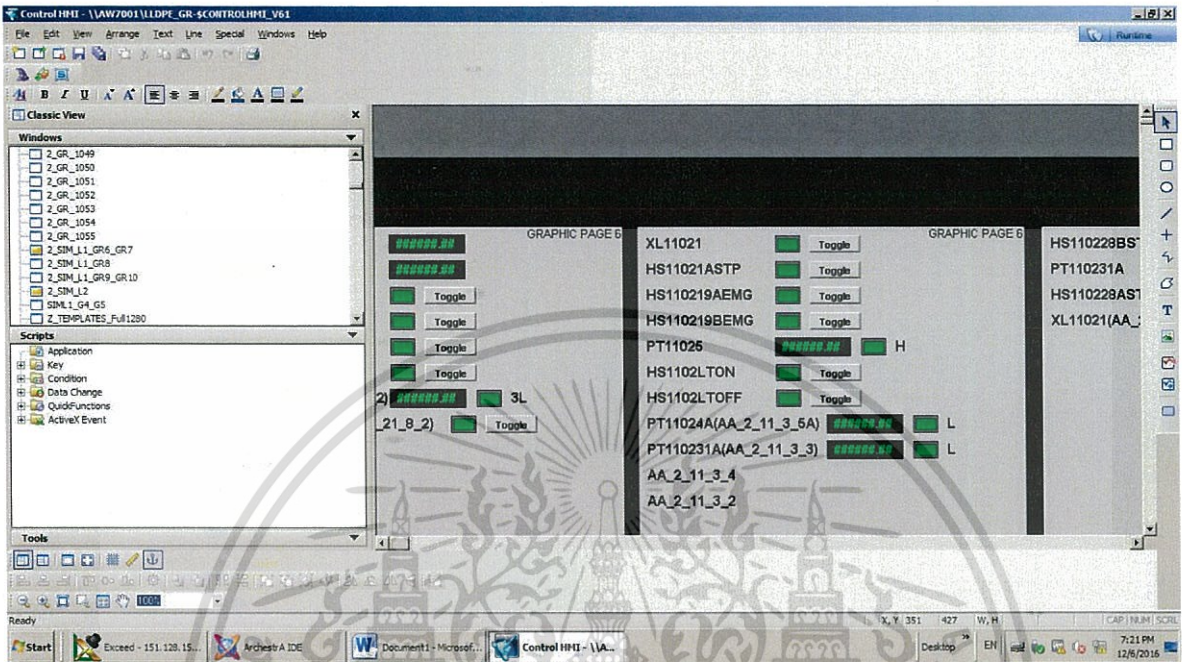 Control HMI - \\AW7001\LLDPE_GR-$CONTROLHMI_V61
File Edit View Arrange Text Line Special Windows Help
Runtime
B I U A A A
Classic View x
Windows
2_GR_1049
2_GR_1050
2_GR_1051
2_GR_1052
2_GR_1053
2_GR_1054
2_GR_1055
2_SIM_L1_GR6_GR7
2_SIM_L1_GR8
2_SIM_L1_GR9_GR10
2_SIM_L2
SIML1_G4_G5
Z_TEMPLATES_Full1280
Scripts
Application
Key
Condition
Data Change
QuickFunctions
ActiveX Event
Tools
GRAPHIC PAGE 6
######.##
######.##
Toggle
Toggle
Toggle
Toggle
2) ######.## 3L
_21_8_2) Toggle
GRAPHIC PAGE 6
XL11021 Toggle
HS11021ASTP Toggle
HS110219AEMG Toggle
HS110219BEMG Toggle
PT11025 ######.## H
HS1102LTON Toggle
HS1102LTOFF Toggle
PT11024A(AA_2_11_3_5A) ######.## L
PT110231A(AA_2_11_3_3) ######.## L
AA_2_11_3_4
AA_2_11_3_2
HS110228BST
PT110231A
HS110228AST
XL11021(AA_
T
100%
Ready X, Y 351 427 W, H CAP NUM SCRL
Start Exceed - 151.128.15... ArchestrA IDE Document1 - Microsof... Control HMI - \\A... Desktop » EN 7:21 PM
12/6/2016